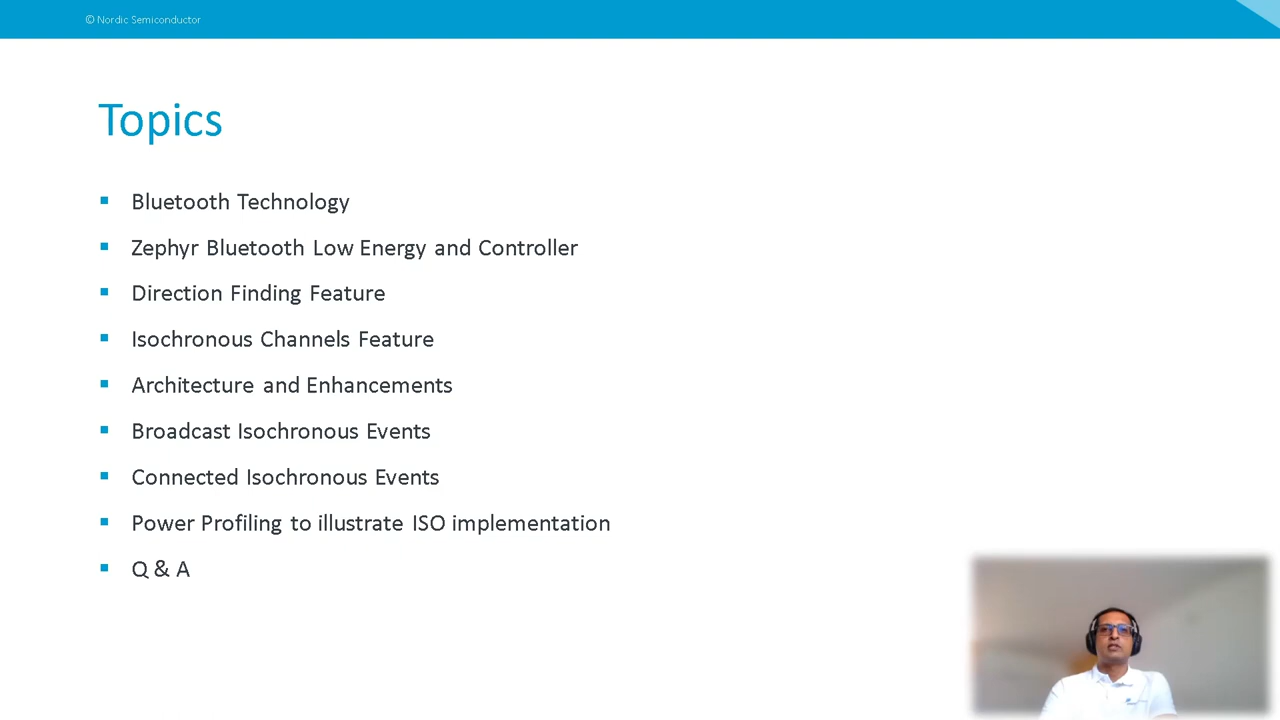 © Nordic Semiconductor
Topics
Bluetooth Technology
Zephyr Bluetooth Low Energy and Controller
Direction Finding Feature
Isochronous Channels Feature
Architecture and Enhancements
Broadcast Isochronous Events
Connected Isochronous Events
Power Profiling to illustrate ISO implementation
Q & A